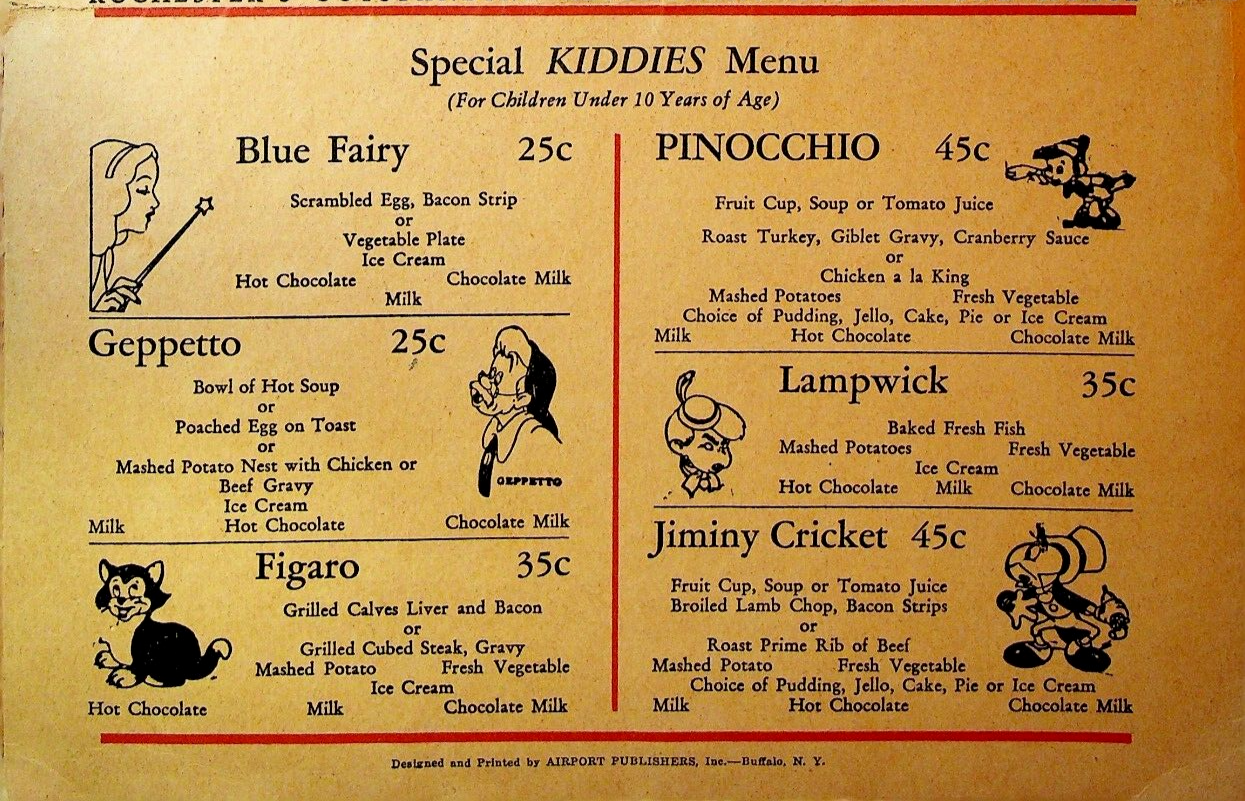 Special KIDDIES Menu
(For Children Under 10 Years of Age)
Blue Fairy 25c
Scrambled Egg, Bacon Strip
or
Vegetable Plate
Ice Cream
Hot Chocolate Chocolate Milk
Milk
Geppetto 25c
Bowl of Hot Soup
or
Poached Egg on Toast
or
Mashed Potato Nest with Chicken or
Beef Gravy
Ice Cream
Milk Hot Chocolate Chocolate Milk
GEPPETTO
Figaro 35c
Grilled Calves Liver and Bacon
or
Grilled Cubed Steak, Gravy
Mashed Potato Fresh Vegetable
Ice Cream
Hot Chocolate Milk Chocolate Milk
PINOCCHIO 45c
Fruit Cup, Soup or Tomato Juice
Roast Turkey, Giblet Gravy, Cranberry Sauce
or
Chicken a la King
Mashed Potatoes Fresh Vegetable
Choice of Pudding, Jello, Cake, Pie or Ice Cream
Milk Hot Chocolate Chocolate Milk
Lampwick 35c
Baked Fresh Fish
Mashed Potatoes Fresh Vegetable
Ice Cream
Hot Chocolate Milk Chocolate Milk
Jiminy Cricket 45c
Fruit Cup, Soup or Tomato Juice
Broiled Lamb Chop, Bacon Strips
or
Roast Prime Rib of Beef
Mashed Potato Fresh Vegetable
Choice of Pudding, Jello, Cake, Pie or Ice Cream
Milk Hot Chocolate Chocolate Milk
Designed and Printed by AIRPORT PUBLISHERS, Inc.—Buffalo, N. Y.